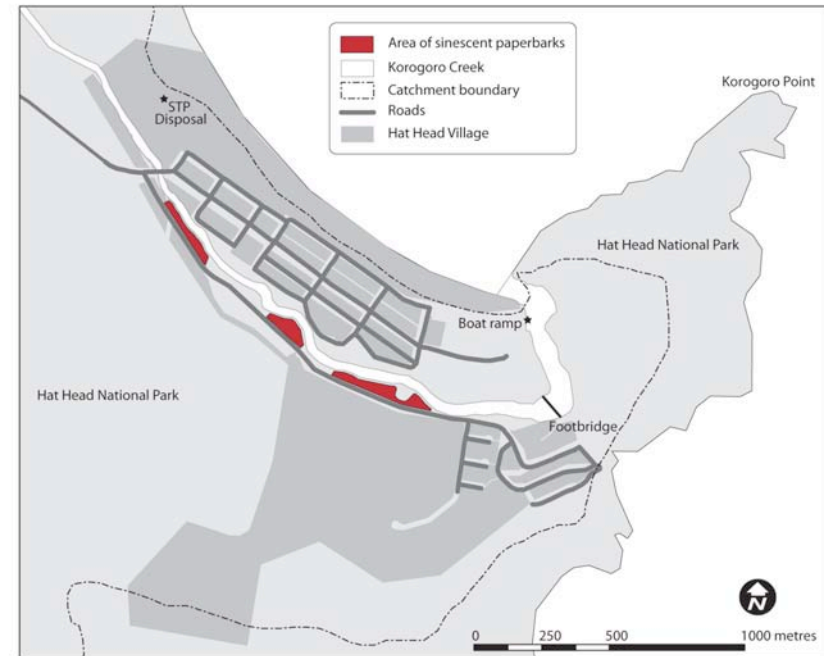 Area of sinescent paperbarks
Korogoro Creek
Catchment boundary
Roads
Hat Head Village
Korogoro Point
STP
Disposal
Hat Head National Park
Boat ramp
Hat Head National Park
Footbridge
N
0 250 500 1000 metres